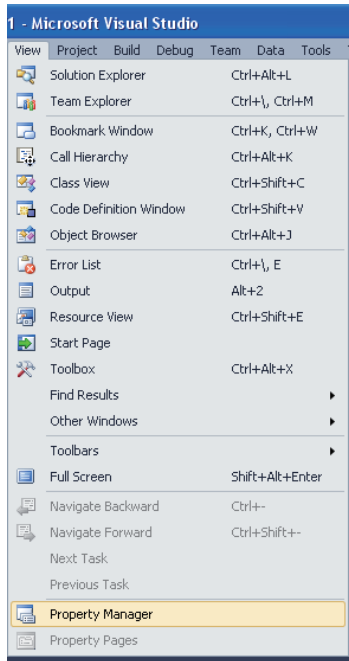 1 - Microsoft Visual Studio
View Project Build Debug Team Data Tools
Solution Explorer Ctrl+Alt+L
Team Explorer Ctrl+\, Ctrl+M
Bookmark Window Ctrl+K, Ctrl+W
Call Hierarchy Ctrl+Alt+K
Class View Ctrl+Shift+C
Code Definition Window Ctrl+Shift+V
Object Browser Ctrl+Alt+J
Error List Ctrl+\, E
Output Alt+2
Resource View Ctrl+Shift+E
Start Page
Toolbox Ctrl+Alt+X
Find Results
Other Windows
Toolbars
Full Screen Shift+Alt+Enter
Navigate Backward Ctrl+-
Navigate Forward Ctrl+Shift+-
Next Task
Previous Task
Property Manager
Property Pages